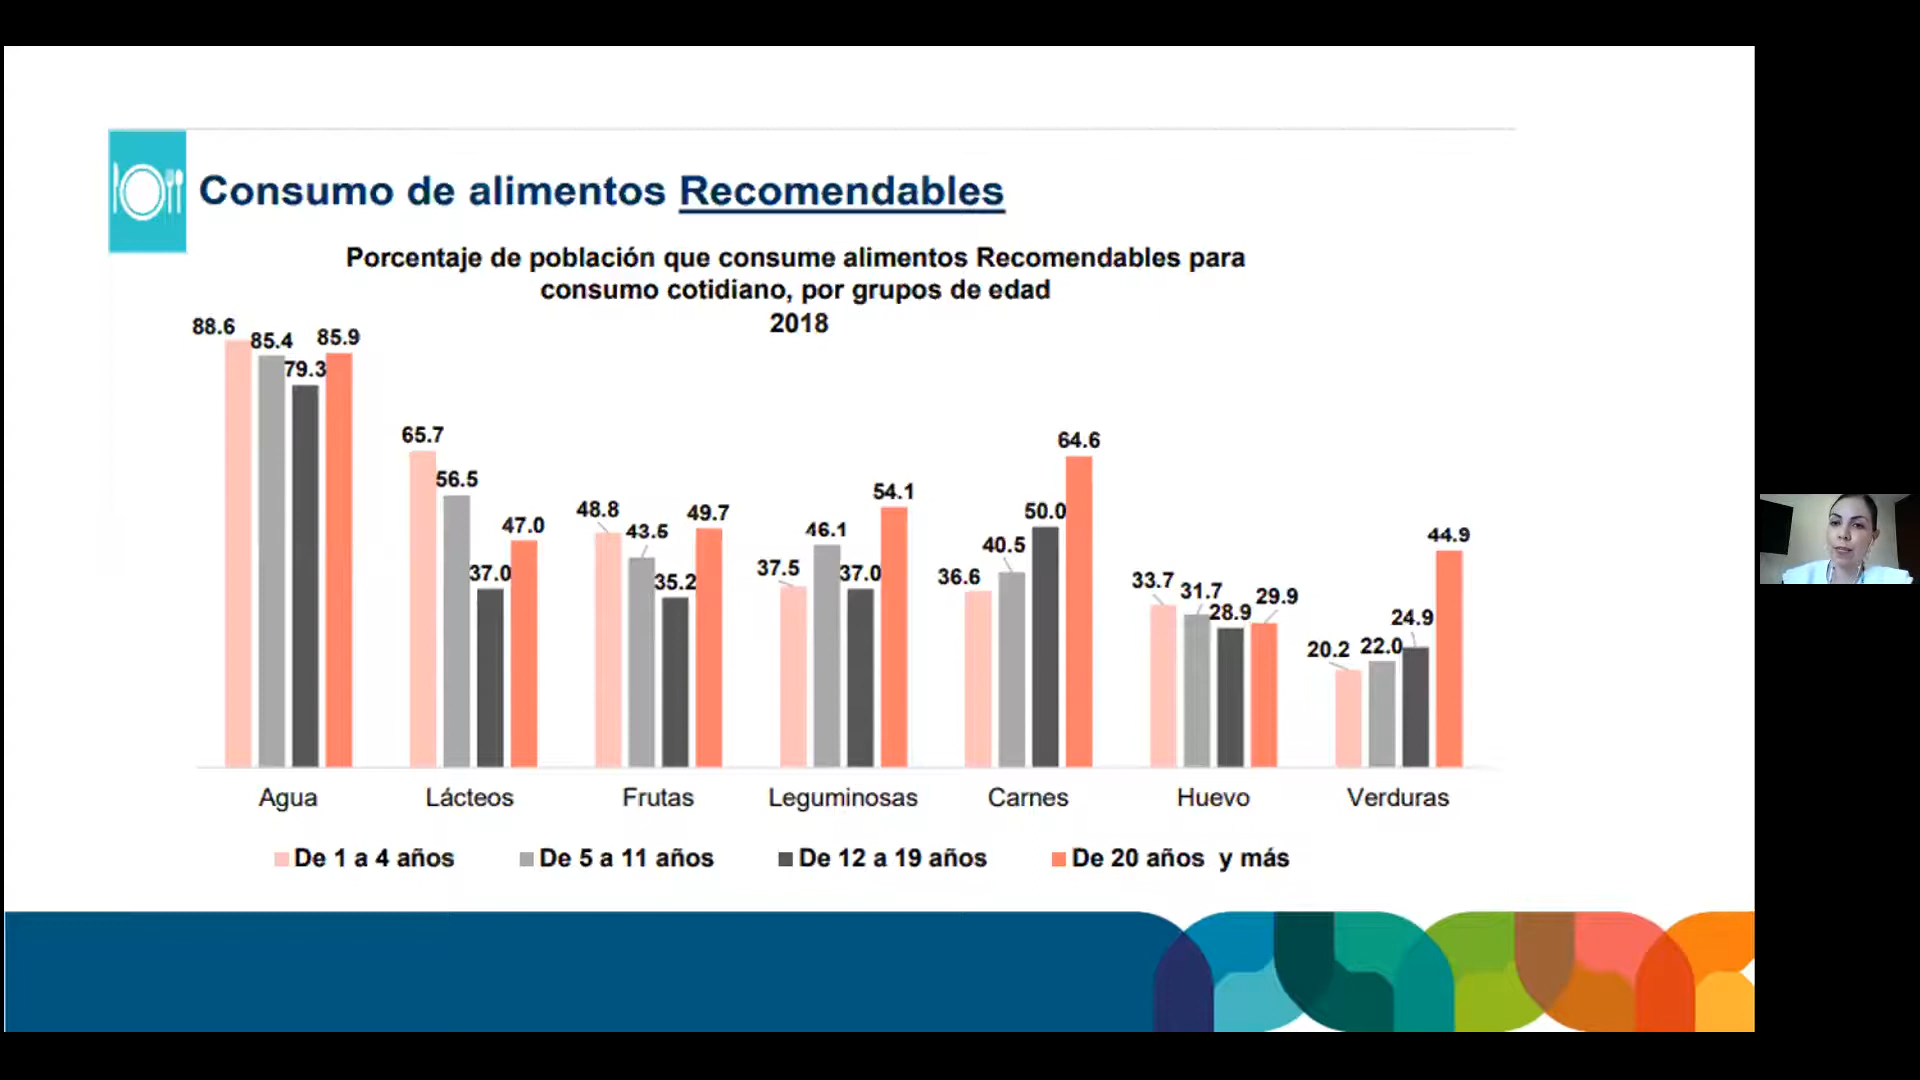 Consumo de alimentos Recomendables
Porcentaje de población que consume alimentos Recomendables para
consumo cotidiano, por grupos de edad
2018
88.6 85.4 79.3 85.9
65.7 56.5 37.0 47.0
48.8 43.5 35.2 49.7
37.5 46.1 37.0 54.1
36.6 40.5 50.0 64.6
33.7 31.7 28.9 29.9
20.2 22.0 24.9 44.9
Agua Lácteos Frutas Leguminosas Carnes Huevo Verduras
De 1 a 4 años De 5 a 11 años De 12 a 19 años De 20 años y más